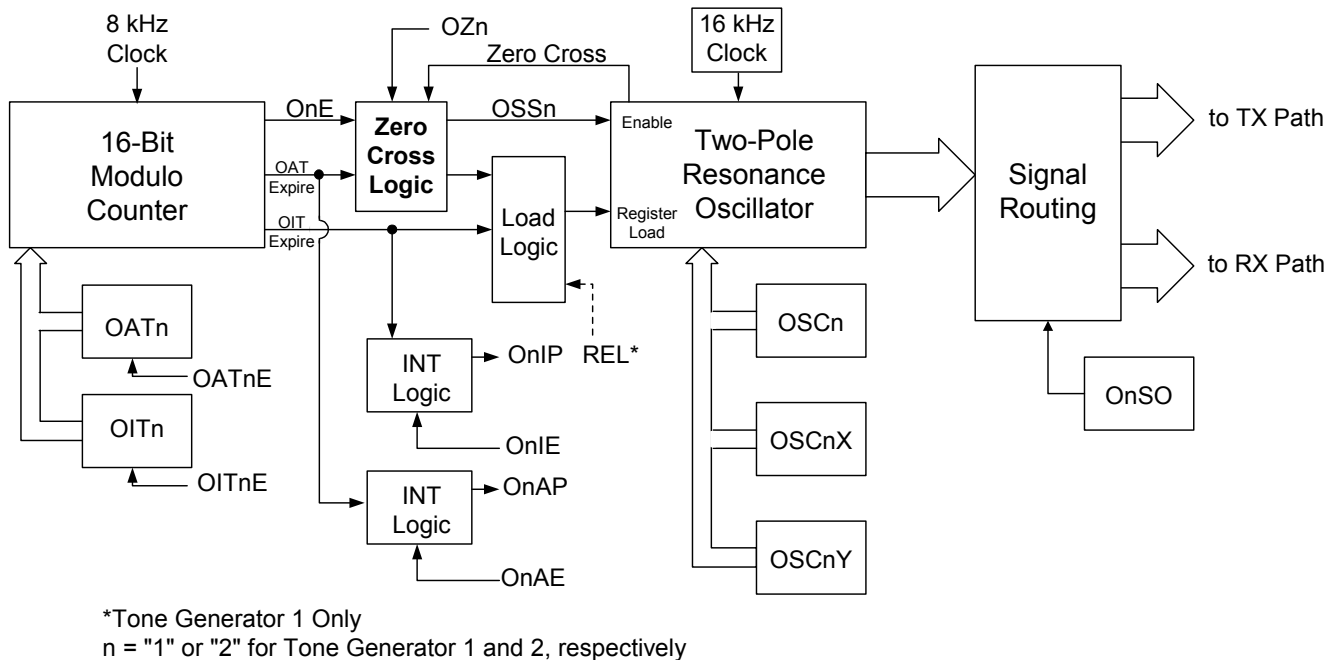 8 kHz
Clock
OZn
16 kHz
Clock
Zero Cross
OnE
OSSn
16-Bit
Modulo
Counter
OAT
Expire
OIT
Expire
Zero
Cross
Logic
Load
Logic
Enable
Register
Load
Two-Pole
Resonance
Oscillator
Signal
Routing
to TX Path
to RX Path
OATn
OATnE
OITn
OITnE
INT
Logic
OnIP
REL*
OnIE
INT
Logic
OnAP
OnAE
OSCn
OSCnX
OSCnY
OnSO
*Tone Generator 1 Only
n = "1" or "2" for Tone Generator 1 and 2, respectively